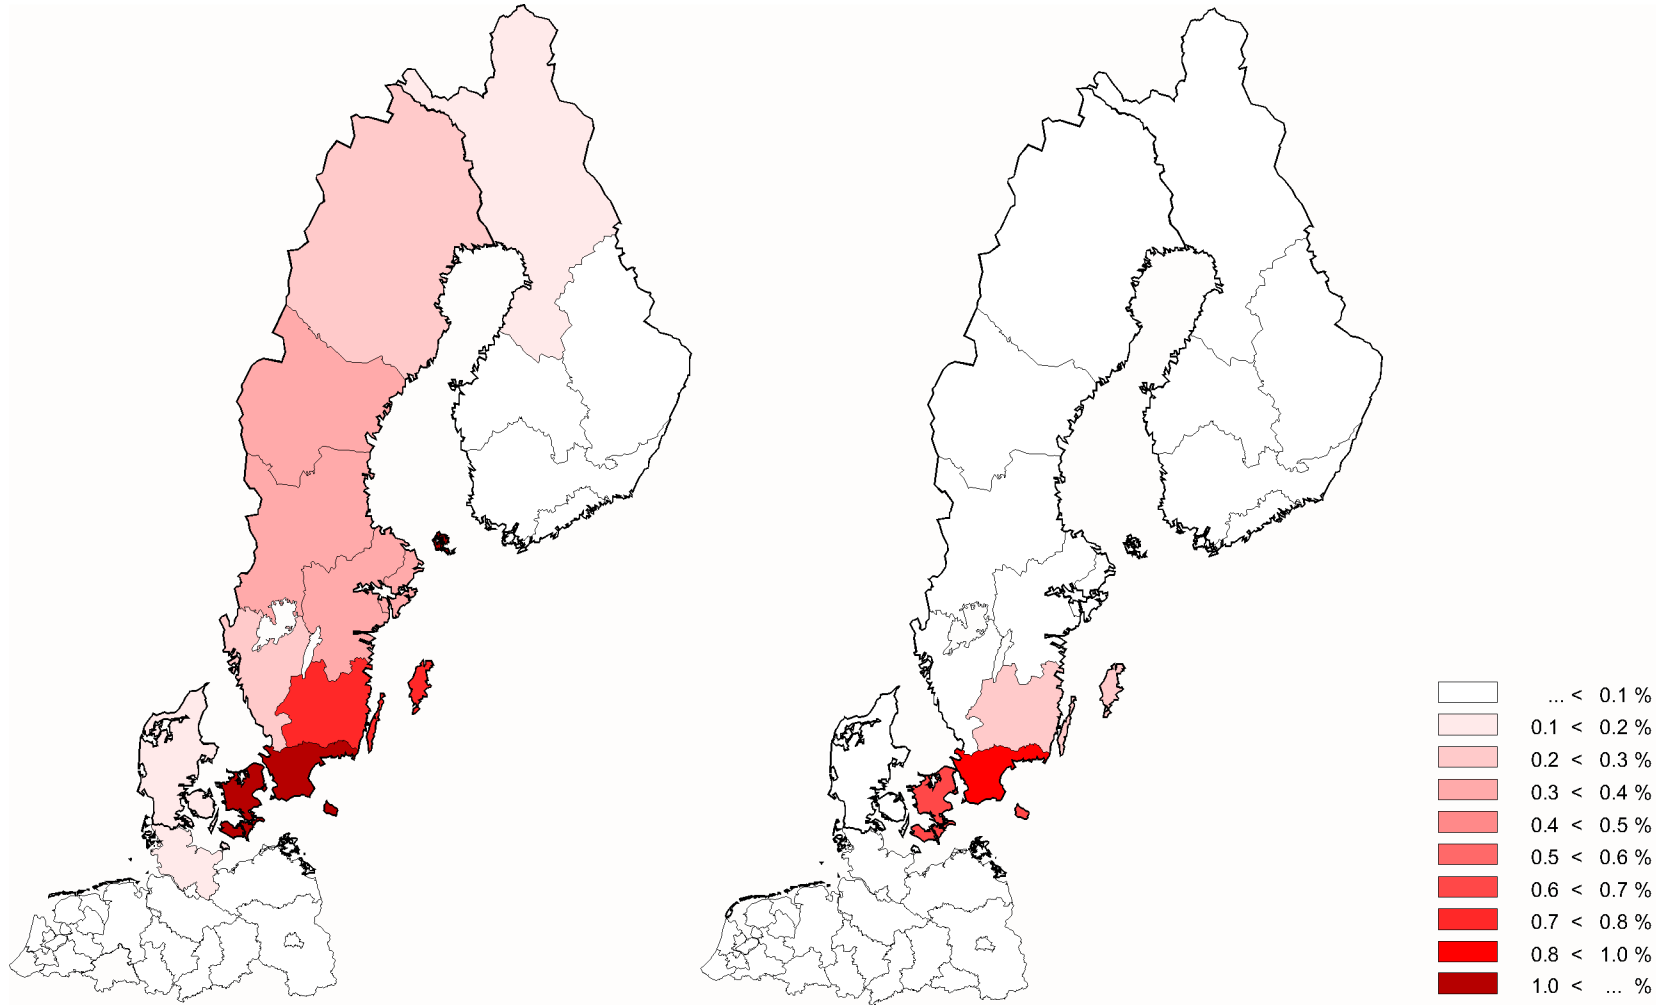 ... < 0.1 %
0.1 < 0.2 %
0.2 < 0.3 %
0.3 < 0.4 %
0.4 < 0.5 %
0.5 < 0.6 %
0.6 < 0.7 %
0.7 < 0.8 %
0.8 < 1.0 %
1.0 < ... %